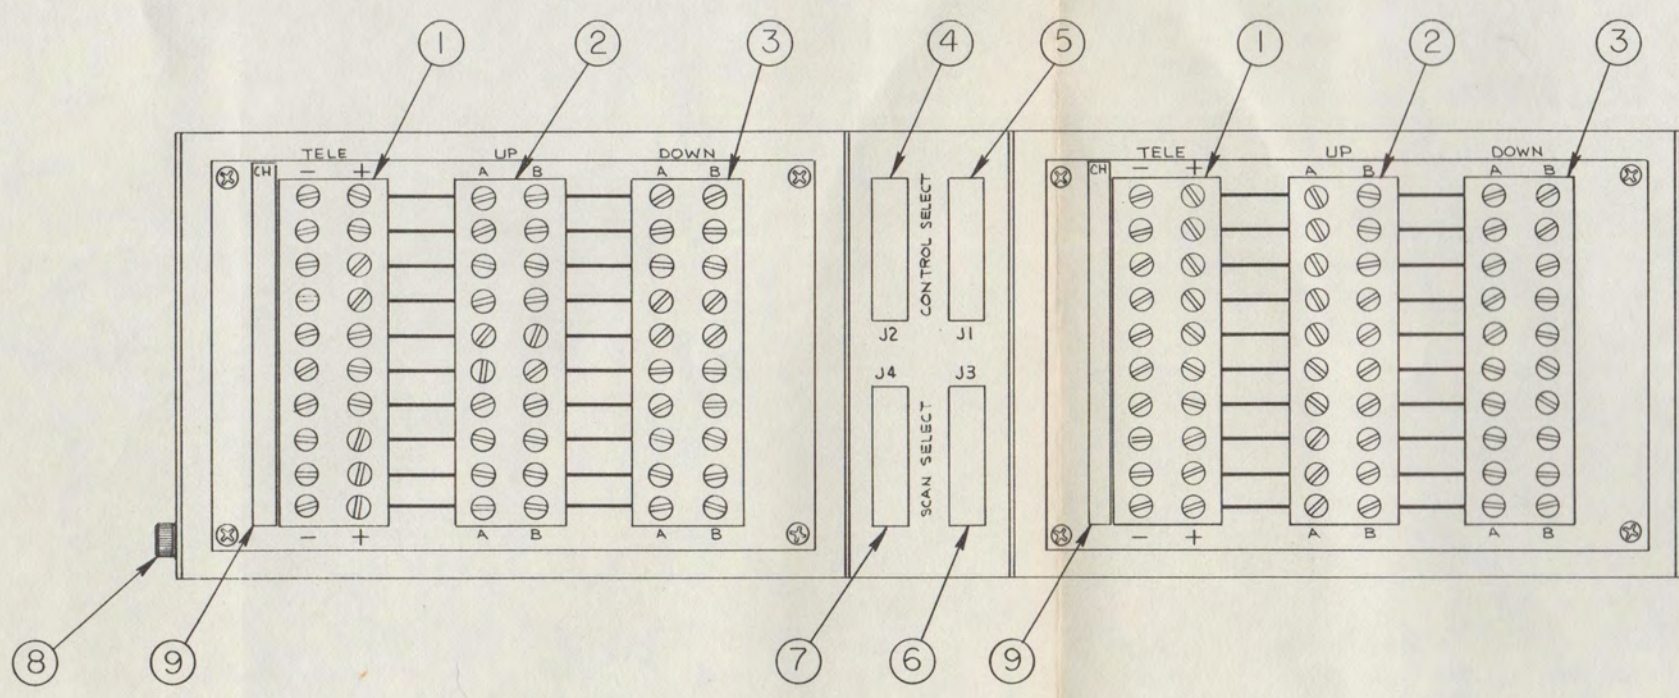 1 2 3 4 5 1 2 3
TELE UP DOWN
CH - + A B A B
CONTROL SELECT
J2 J1
J4 J3
SCAN SELECT
- + A B A B
TELE UP DOWN
CH - + A B A B
- + A B A B
8 9 7 6 9